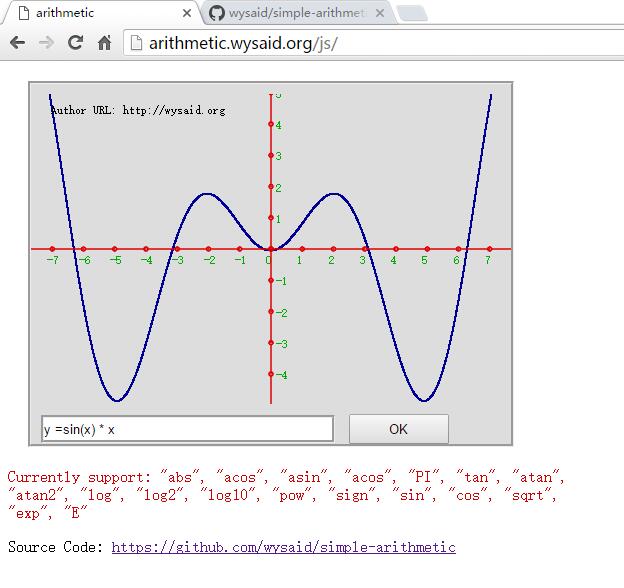 arithmetic
wysaid/simple-arithmet
arithmetic.wysaid.org/js/
Author URL: http://wysaid.org
5
4
3
2
1
-7 -6 -5 -4 -3 -2 -1 0 1 2 3 4 5 6 7
-1
-2
-3
-4
y =sin(x) * x
OK
Currently support: "abs", "acos", "asin", "acos", "PI", "tan", "atan",
"atan2", "log", "log2", "log10", "pow", "sign", "sin", "cos", "sqrt",
"exp", "E"
Source Code: https://github.com/wysaid/simple-arithmetic